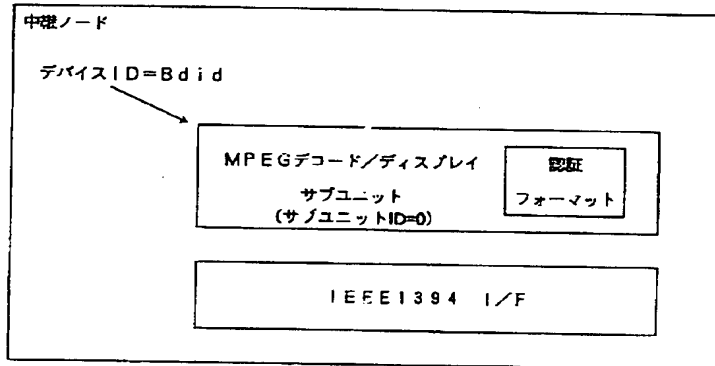 中継ノード
デバイスID=Bdid
MPEGデコード/ディスプレイ
サブユニット
(サブユニットID=0)
認証
フォーマット
IEEE1394 I/F